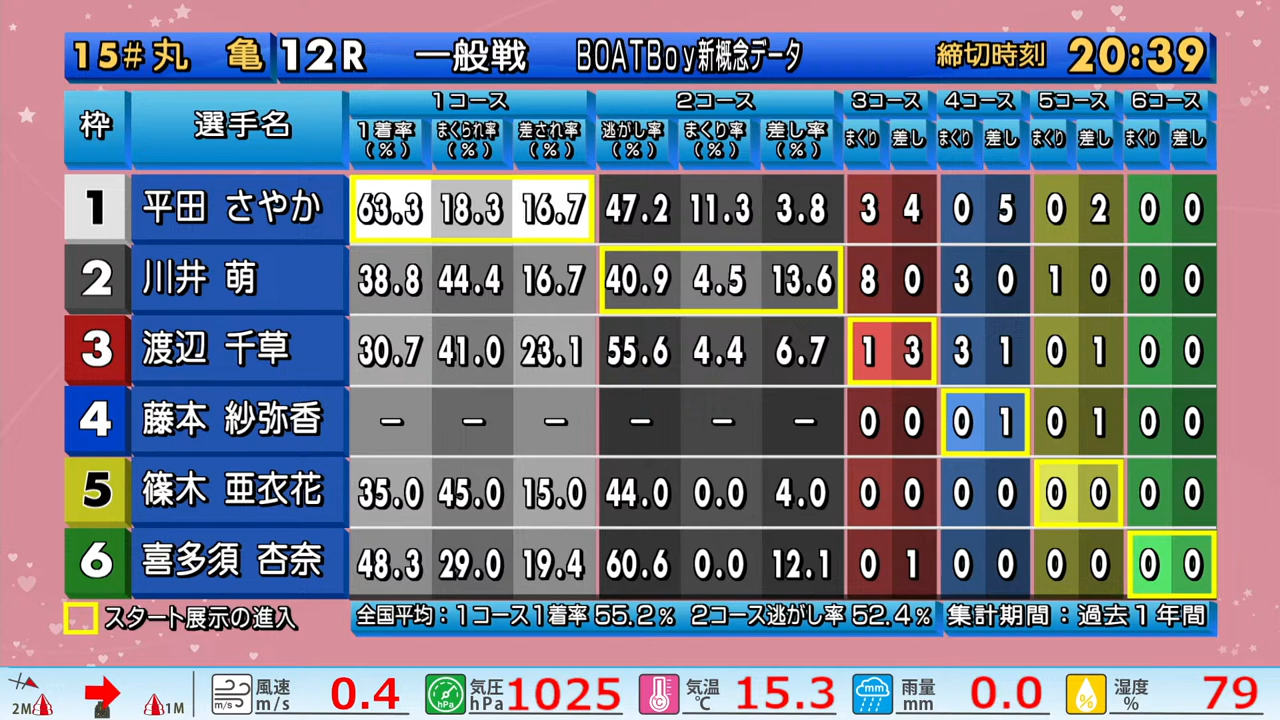 15# 丸 亀 12R 一般戦 BOATBoy新概念データ 締切時刻 20:39
枠 選手名 1コース 2コース 3コース 4コース 5コース 6コース
1着率(%) まくられ率(%) 差され率(%) 逃がし率(%) まくり率(%) 差し率(%) まくり 差し まくり 差し まくり 差し まくり 差し
1 平田 さやか 63.3 18.3 16.7 47.2 11.3 3.8 3 4 0 5 0 2 0 0
2 川井 萌 38.8 44.4 16.7 40.9 4.5 13.6 8 0 3 0 1 0 0 0
3 渡辺 千草 30.7 41.0 23.1 55.6 4.4 6.7 1 3 3 1 0 1 0 0
4 藤本 紗弥香 － － － － － － 0 0 0 1 0 1 0 0
5 篠木 亜衣花 35.0 45.0 15.0 44.0 0.0 4.0 0 0 0 0 0 0 0 0
6 喜多須 杏奈 48.3 29.0 19.4 60.6 0.0 12.1 0 1 0 0 0 0 0 0
スタート展示の進入 全国平均：1コース1着率55.2% 2コース逃がし率52.4% 集計期間：過去1年間
2M 1M m/s 風速m/s 0.4 hPa 気圧hPa 1025 気温℃ 15.3 mm 雨量mm 0.0 % 湿度% 79